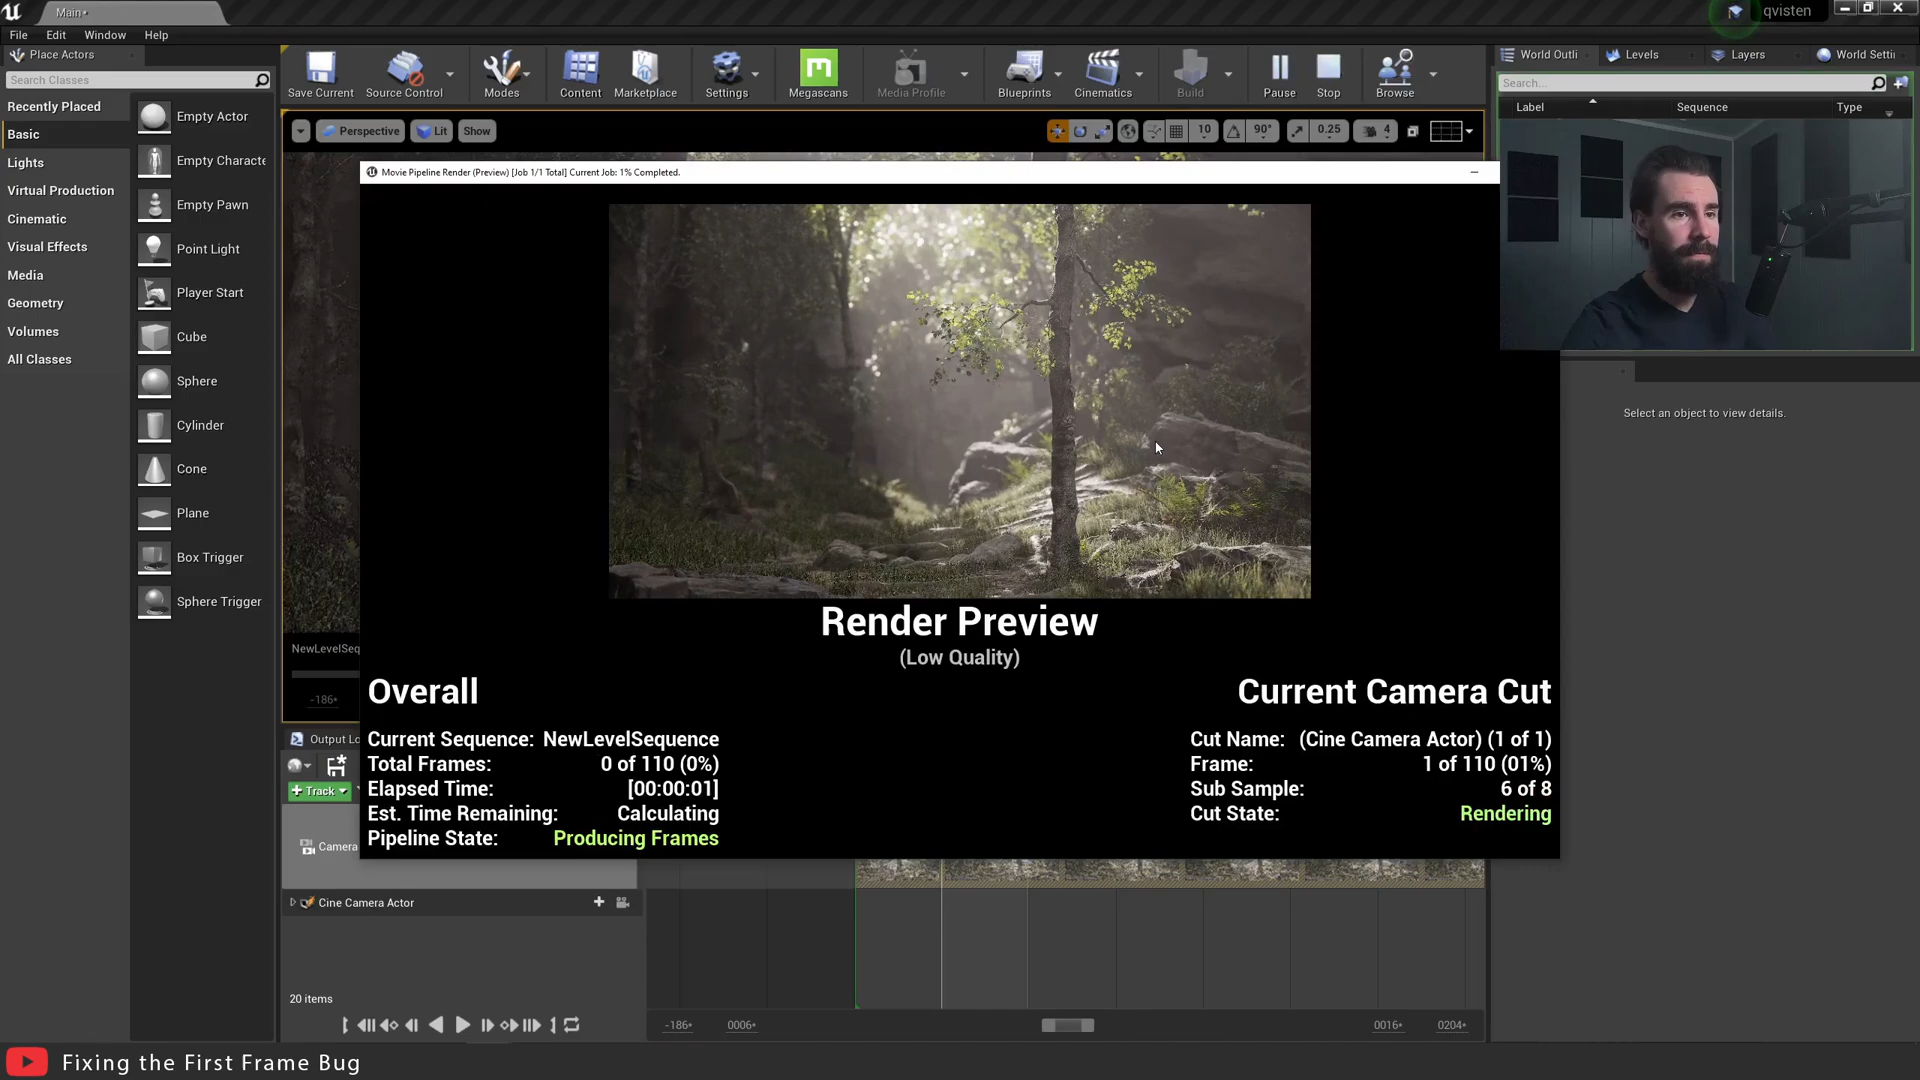 Main*
qvisten
File Edit Window Help
Place Actors
Search Classes
Recently Placed
Basic
Lights
Virtual Production
Cinematic
Visual Effects
Media
Geometry
Volumes
All Classes
Empty Actor
Empty Characte
Empty Pawn
Point Light
Player Start
Cube
Sphere
Cylinder
Cone
Plane
Box Trigger
Sphere Trigger
Save Current Source Control Modes Content Marketplace Settings Megascans Media Profile Blueprints Cinematics Build Pause Stop Browse
Perspective Lit Show 10 90° 0.25 4
World Outli Levels Layers World Setti
Search...
Label Sequence Type
Movie Pipeline Render (Preview) [Job 1/1 Total] Current Job: 1% Completed.
Select an object to view details.
Render Preview
(Low Quality)
Overall
Current Sequence: NewLevelSequence
Total Frames: 0 of 110 (0%)
Elapsed Time: [00:00:01]
Est. Time Remaining: Calculating
Pipeline State: Producing Frames
Current Camera Cut
Cut Name: (Cine Camera Actor) (1 of 1)
Frame: 1 of 110 (01%)
Sub Sample: 6 of 8
Cut State: Rendering
NewLevelSeq
-186*
Output Lo
+ Track
Camera
Cine Camera Actor
20 items
-186* 0006* 0016* 0204*
Fixing the First Frame Bug